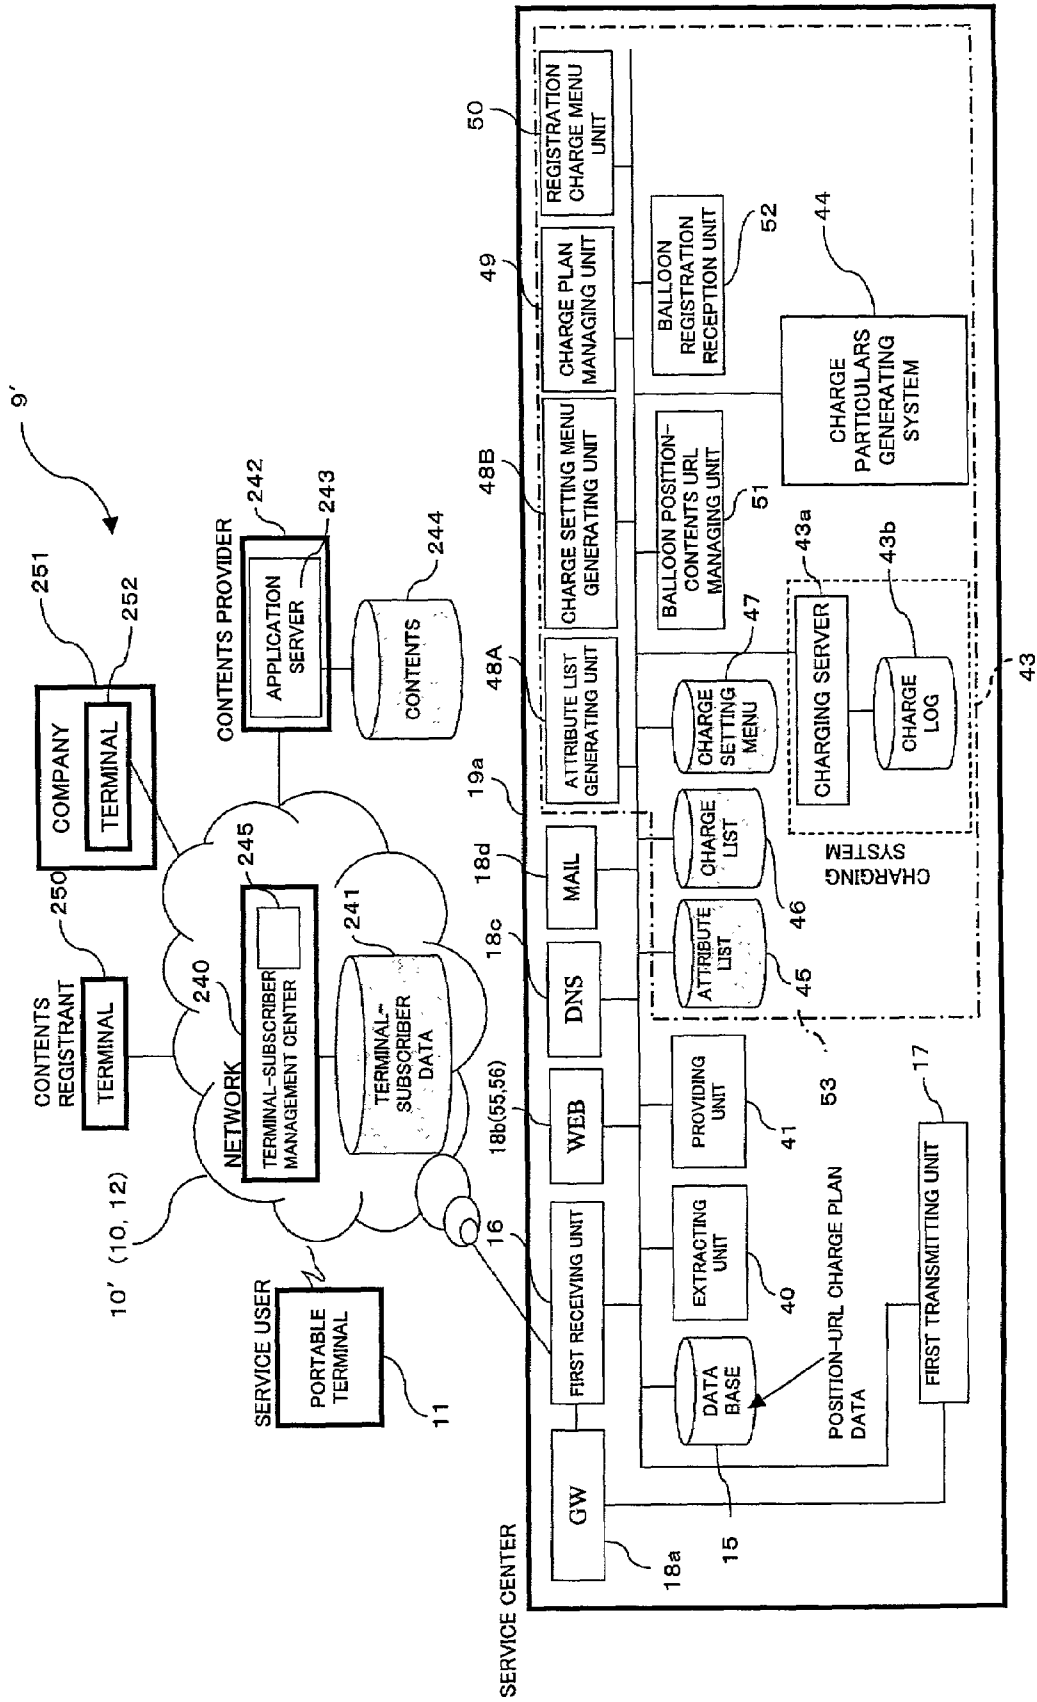 9′
CONTENTS
REGISTRANT
250
TERMINAL
COMPANY
251
TERMINAL
252
CONTENTS PROVIDER
242
APPLICATION
SERVER
243
CONTENTS
244
10′ (10, 12)
NETWORK
240
245
TERMINAL-SUBSCRIBER
MANAGEMENT CENTER
241
TERMINAL-
SUBSCRIBER
DATA
SERVICE USER
PORTABLE
TERMINAL
11
SERVICE CENTER
19a
GW
18a
16
FIRST RECEIVING UNIT
18b(55,56)
WEB
18c
DNS
18d
MAIL
48A
ATTRIBUTE LIST
GENERATING UNIT
48B
CHARGE SETTING MENU
GENERATING UNIT
49
CHARGE PLAN
MANAGING UNIT
50
REGISTRATION
CHARGE MENU
UNIT
DATA
BASE
15
EXTRACTING
UNIT
40
PROVIDING
UNIT
41
ATTRIBUTE
LIST
45
CHARGE
LIST
46
CHARGE
SETTING
MENU
47
BALLOON POSITION-
CONTENTS URL
MANAGING UNIT
51
BALLOON
REGISTRATION
RECEPTION UNIT
52
POSITION-URL CHARGE PLAN
DATA
53
FIRST TRANSMITTING UNIT
17
CHARGING
SYSTEM
CHARGING SERVER
43a
CHARGE
LOG
43b
43
CHARGE
PARTICULARS
GENERATING
SYSTEM
44